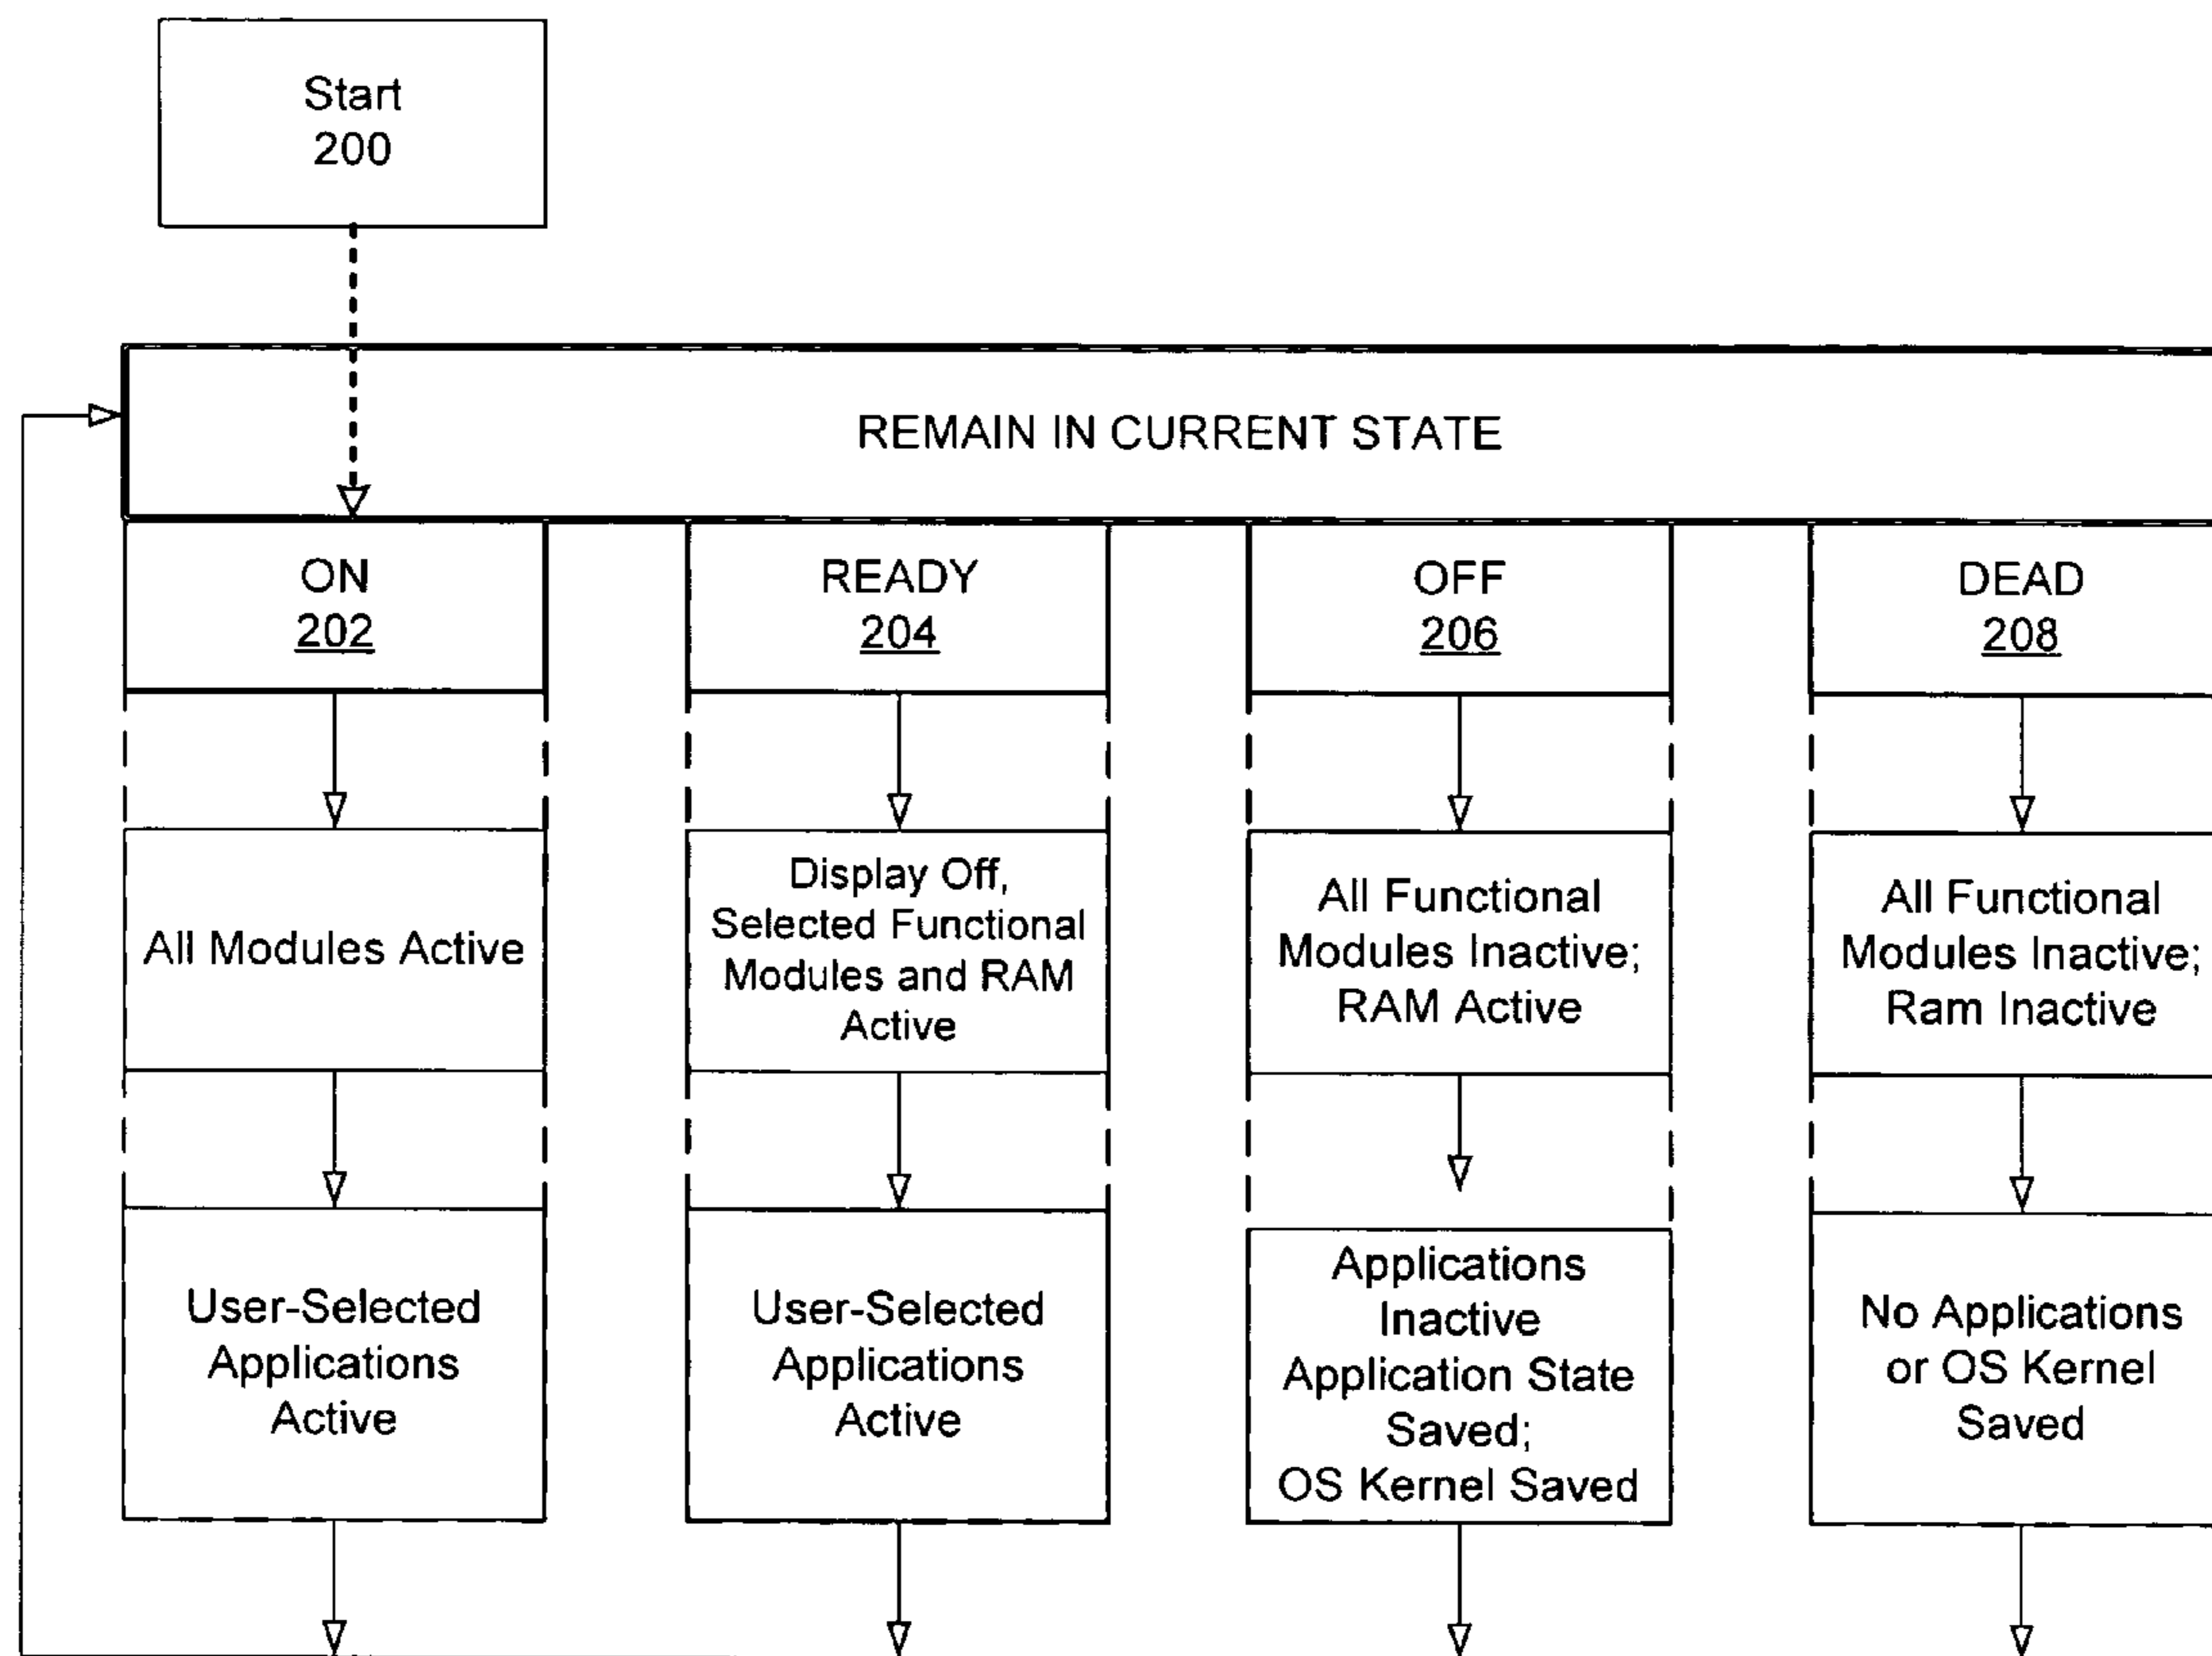 Start
200
REMAIN IN CURRENT STATE
ON
202
READY
204
OFF
206
DEAD
208
All Modules Active
Display Off,
Selected Functional
Modules and RAM
Active
All Functional
Modules Inactive;
RAM Active
All Functional
Modules Inactive;
Ram Inactive
User-Selected
Applications
Active
User-Selected
Applications
Active
Applications
Inactive
Application State
Saved;
OS Kernel Saved
No Applications
or OS Kernel
Saved